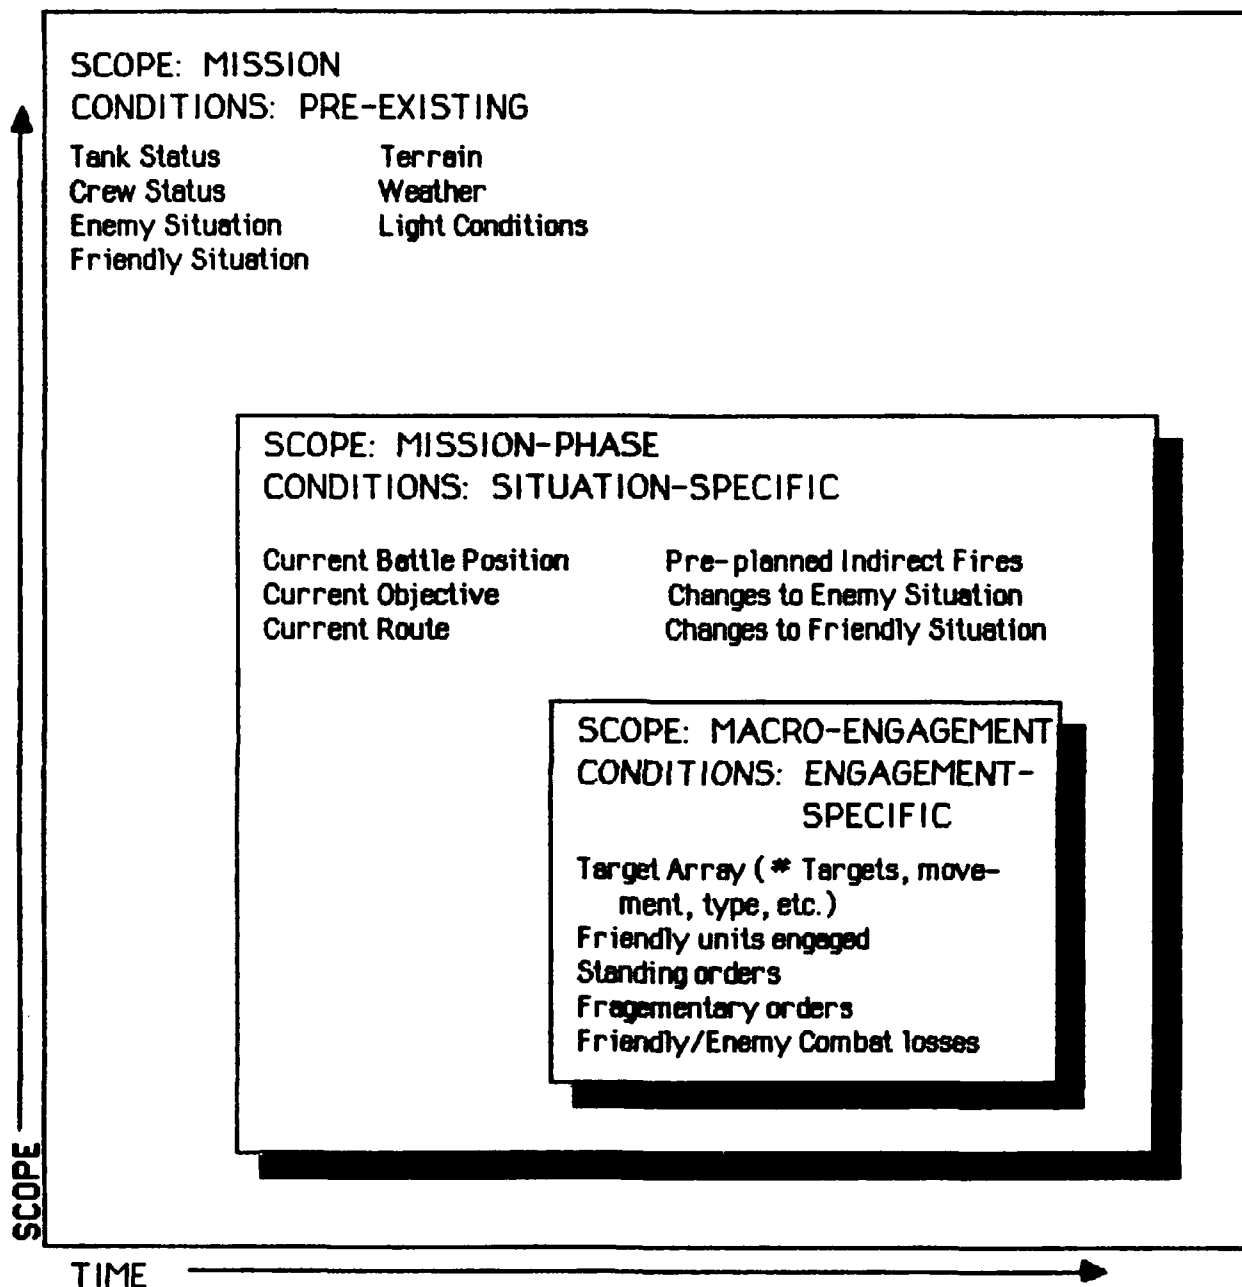 SCOPE: MISSION
CONDITIONS: PRE-EXISTING
Tank Status Terrain
Crew Status Weather
Enemy Situation Light Conditions
Friendly Situation
SCOPE: MISSION-PHASE
CONDITIONS: SITUATION-SPECIFIC
Current Battle Position Pre-planned Indirect Fires
Current Objective Changes to Enemy Situation
Current Route Changes to Friendly Situation
SCOPE: MACRO-ENGAGEMENT
CONDITIONS: ENGAGEMENT-
SPECIFIC
Target Array (# Targets, move-
ment, type, etc.)
Friendly units engaged
Standing orders
Fragementary orders
Friendly/Enemy Combat losses
SCOPE
TIME